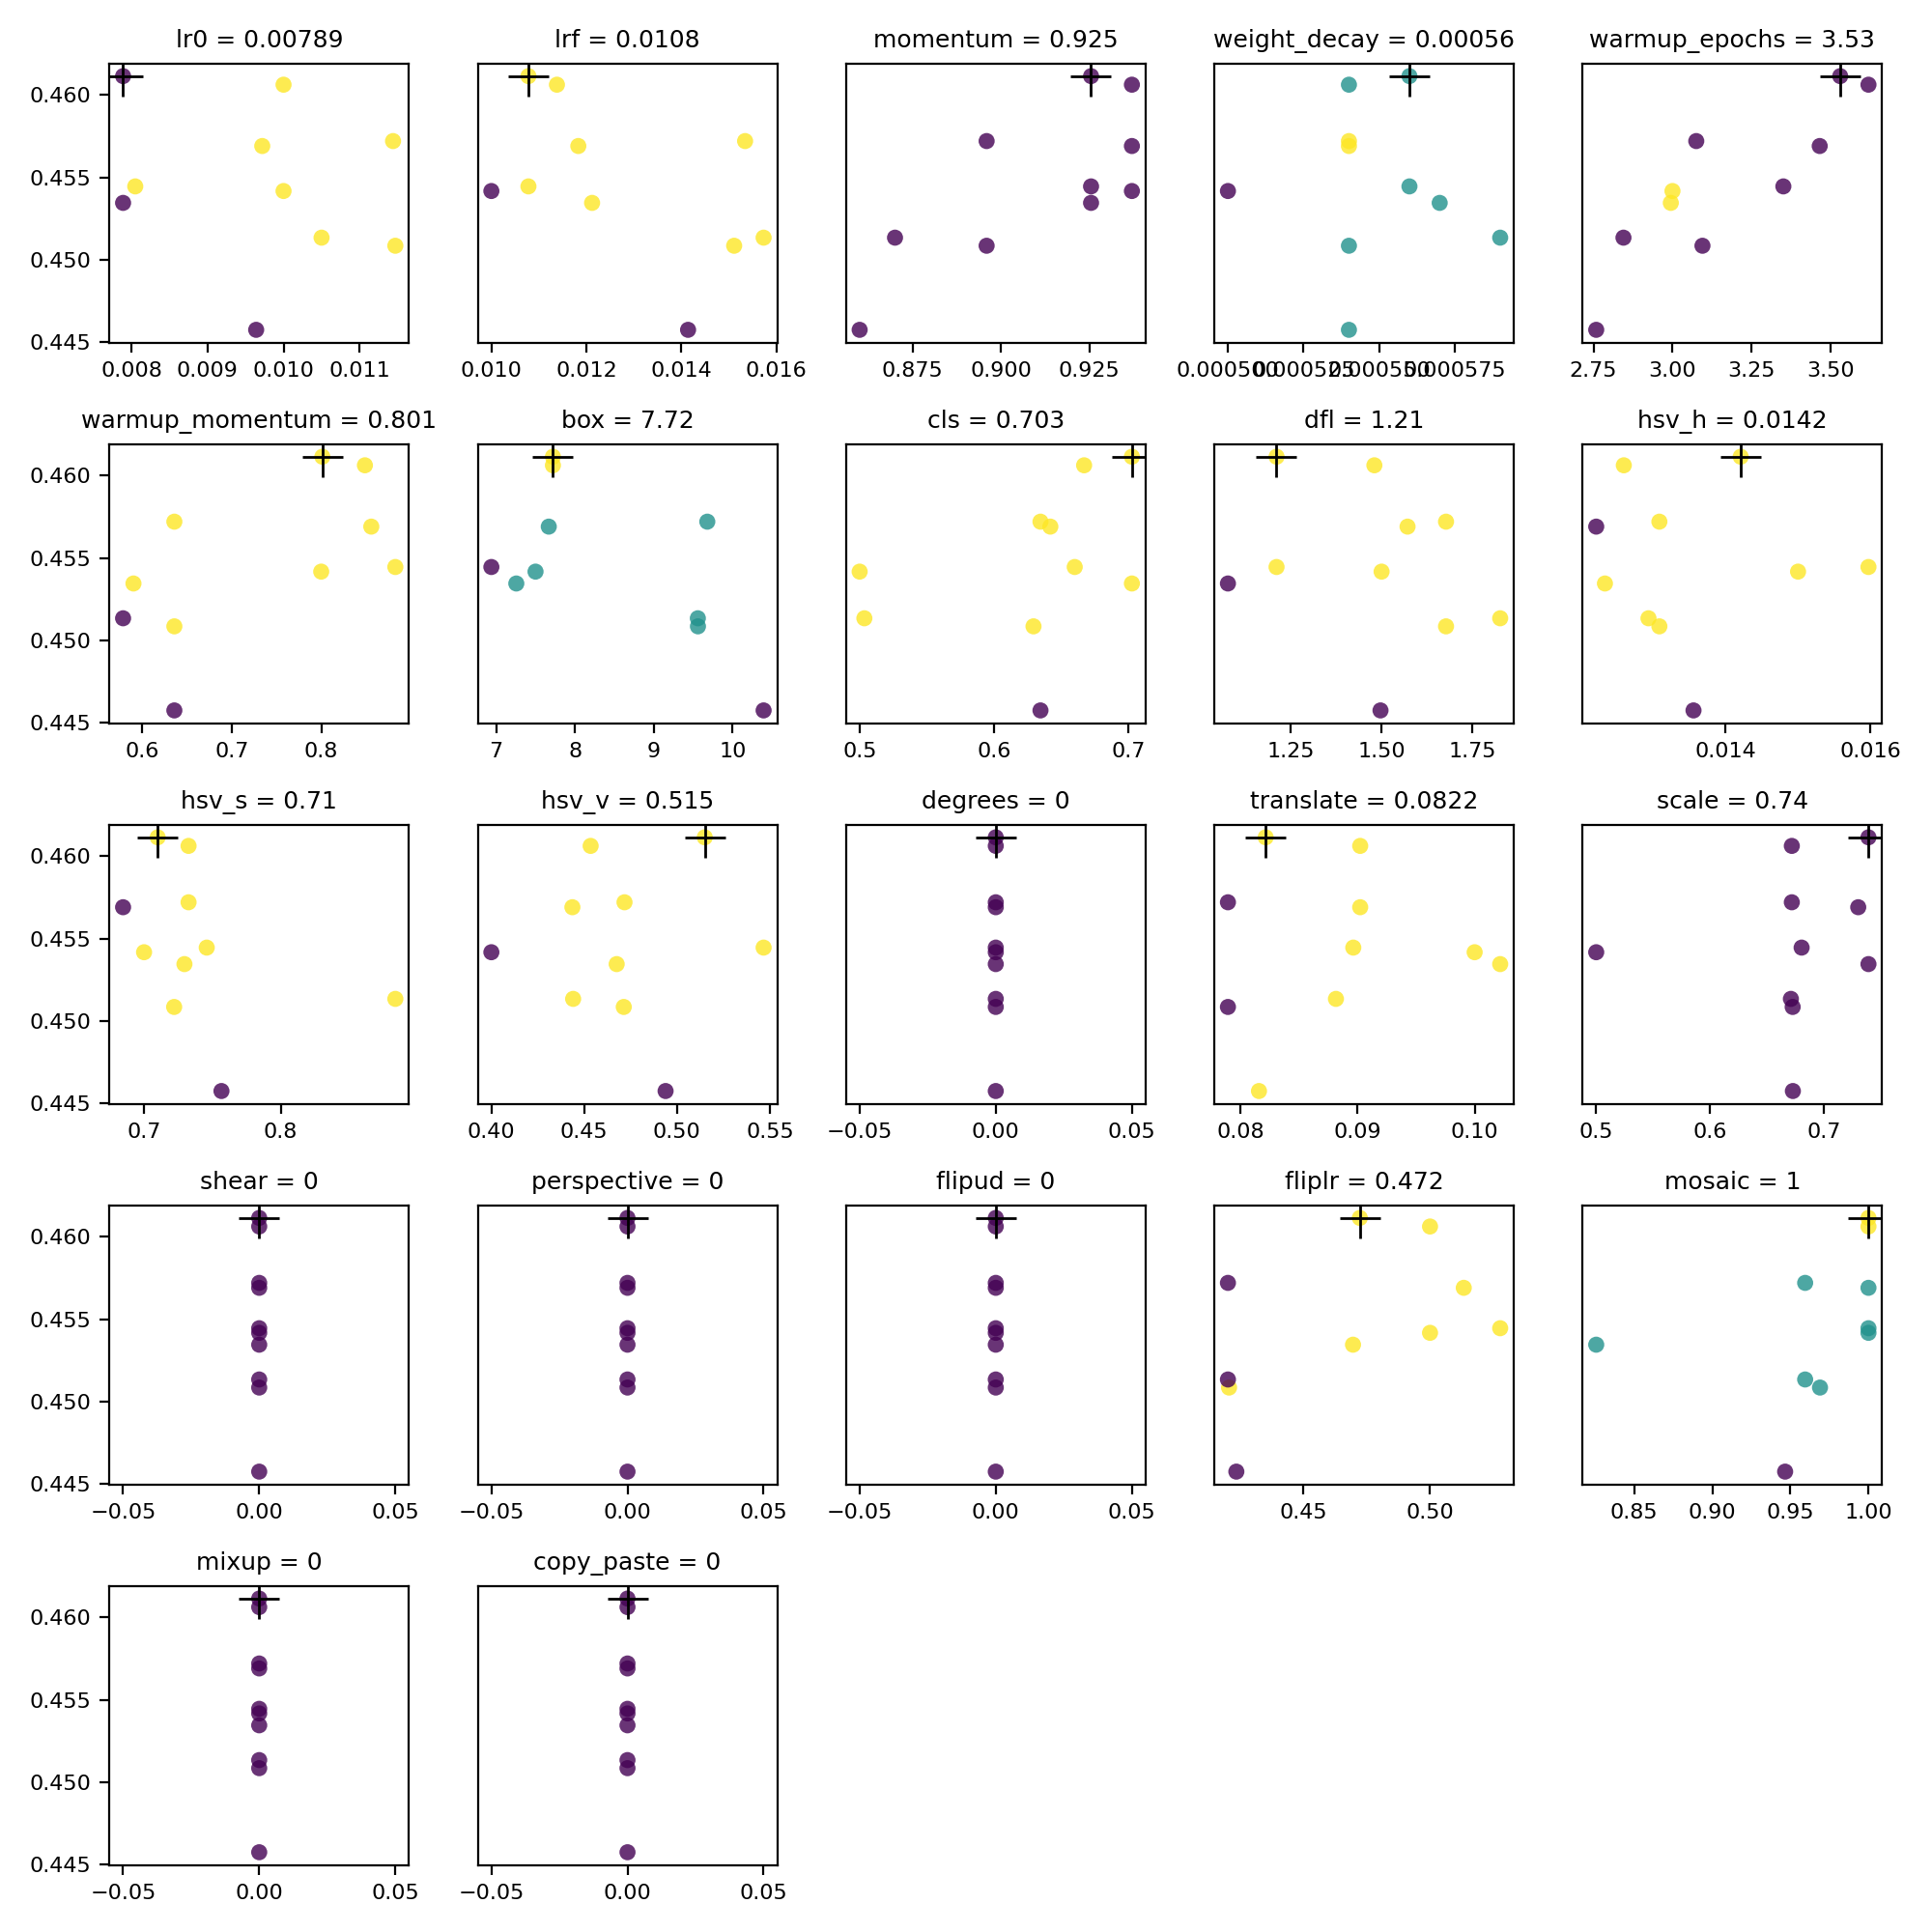 lr0 = 0.00789 lrf = 0.0108 momentum = 0.925 weight_decay = 0.00056 warmup_epochs = 3.53
0.460
0.455
0.450
0.445
0.008 0.009 0.010 0.011 0.010 0.012 0.014 0.016 0.875 0.900 0.925 0.000500 0.000525 0.000550 0.000575 2.75 3.00 3.25 3.50
warmup_momentum = 0.801 box = 7.72 cls = 0.703 dfl = 1.21 hsv_h = 0.0142
0.460
0.455
0.450
0.445
0.6 0.7 0.8 7 8 9 10 0.5 0.6 0.7 1.25 1.50 1.75 0.014 0.016
hsv_s = 0.71 hsv_v = 0.515 degrees = 0 translate = 0.0822 scale = 0.74
0.460
0.455
0.450
0.445
0.7 0.8 0.40 0.45 0.50 0.55 −0.05 0.00 0.05 0.08 0.09 0.10 0.5 0.6 0.7
shear = 0 perspective = 0 flipud = 0 fliplr = 0.472 mosaic = 1
0.460
0.455
0.450
0.445
−0.05 0.00 0.05 −0.05 0.00 0.05 −0.05 0.00 0.05 0.45 0.50 0.85 0.90 0.95 1.00
mixup = 0 copy_paste = 0
0.460
0.455
0.450
0.445
−0.05 0.00 0.05 −0.05 0.00 0.05